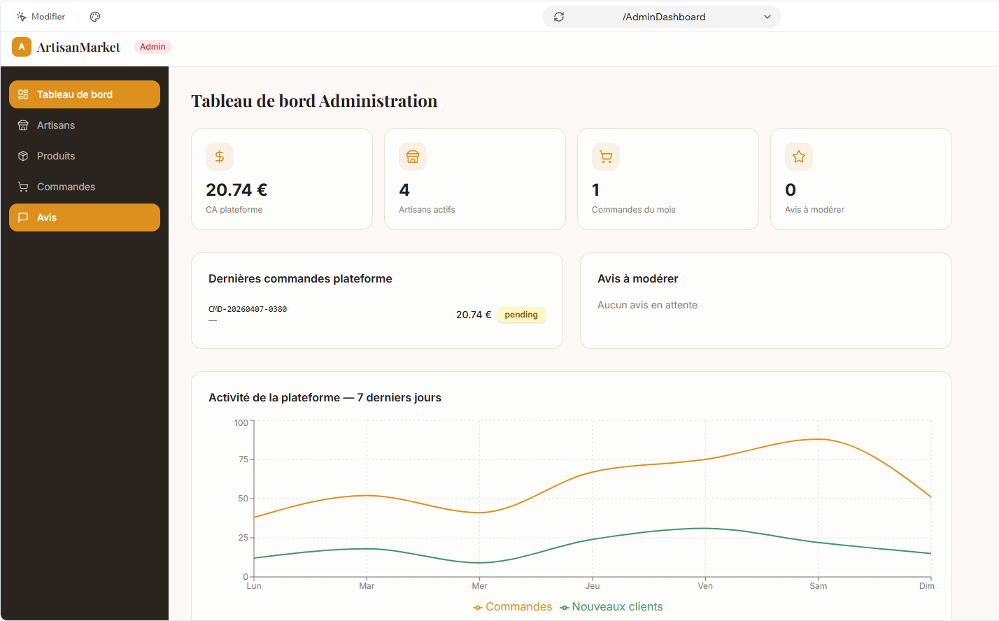 Modifier
/AdminDashboard
A ArtisanMarket Admin
Tableau de bord
Artisans
Produits
Commandes
Avis
Tableau de bord Administration
20.74 €
CA plateforme
4
Artisans actifs
1
Commandes du mois
0
Avis à modérer
Dernières commandes plateforme
CMD-20260407-0380
—
20.74 € pending
Avis à modérer
Aucun avis en attente
Activité de la plateforme — 7 derniers jours
100
75
50
25
0
Lun Mar Mer Jeu Ven Sam Dim
Commandes Nouveaux clients